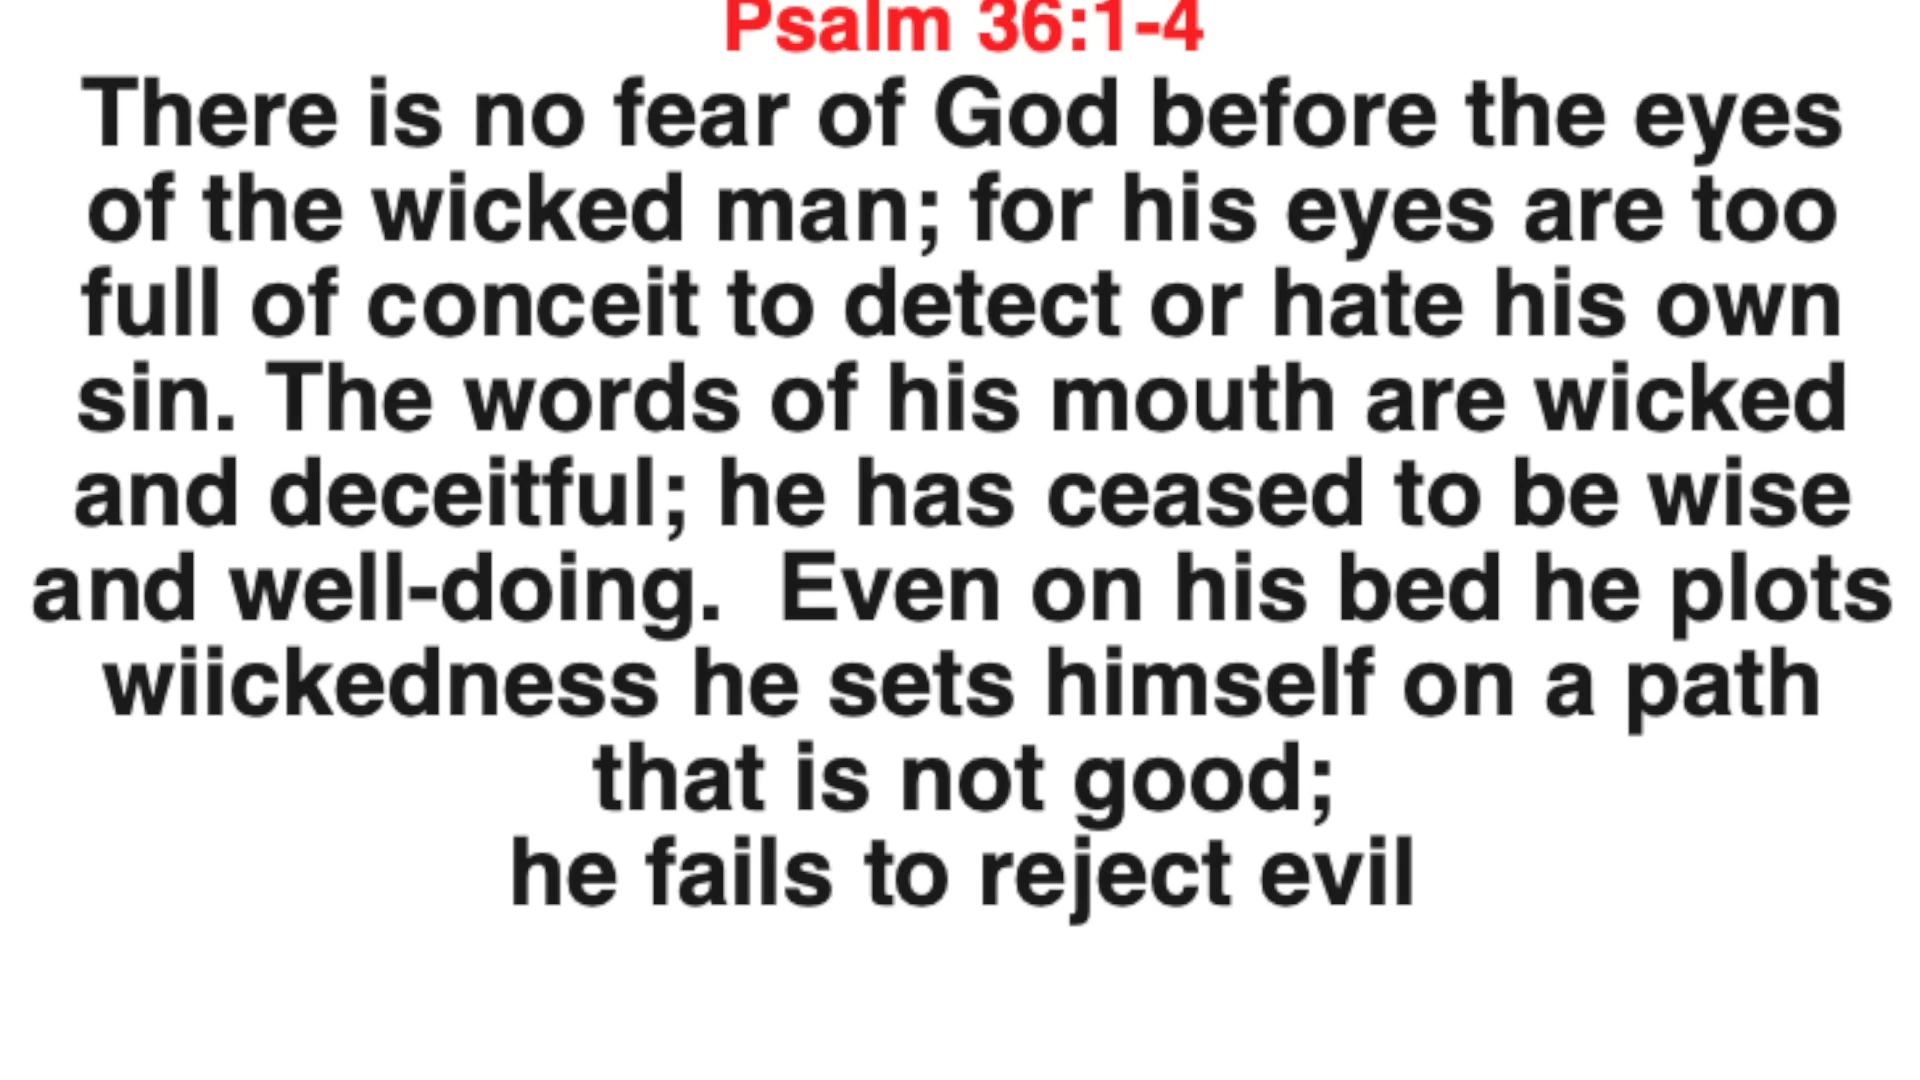 Psalm 36:1-4
There is no fear of God before the eyes
of the wicked man; for his eyes are too
full of conceit to detect or hate his own
sin. The words of his mouth are wicked
and deceitful; he has ceased to be wise
and well-doing.  Even on his bed he plots
wiickedness he sets himself on a path
that is not good;
he fails to reject evil